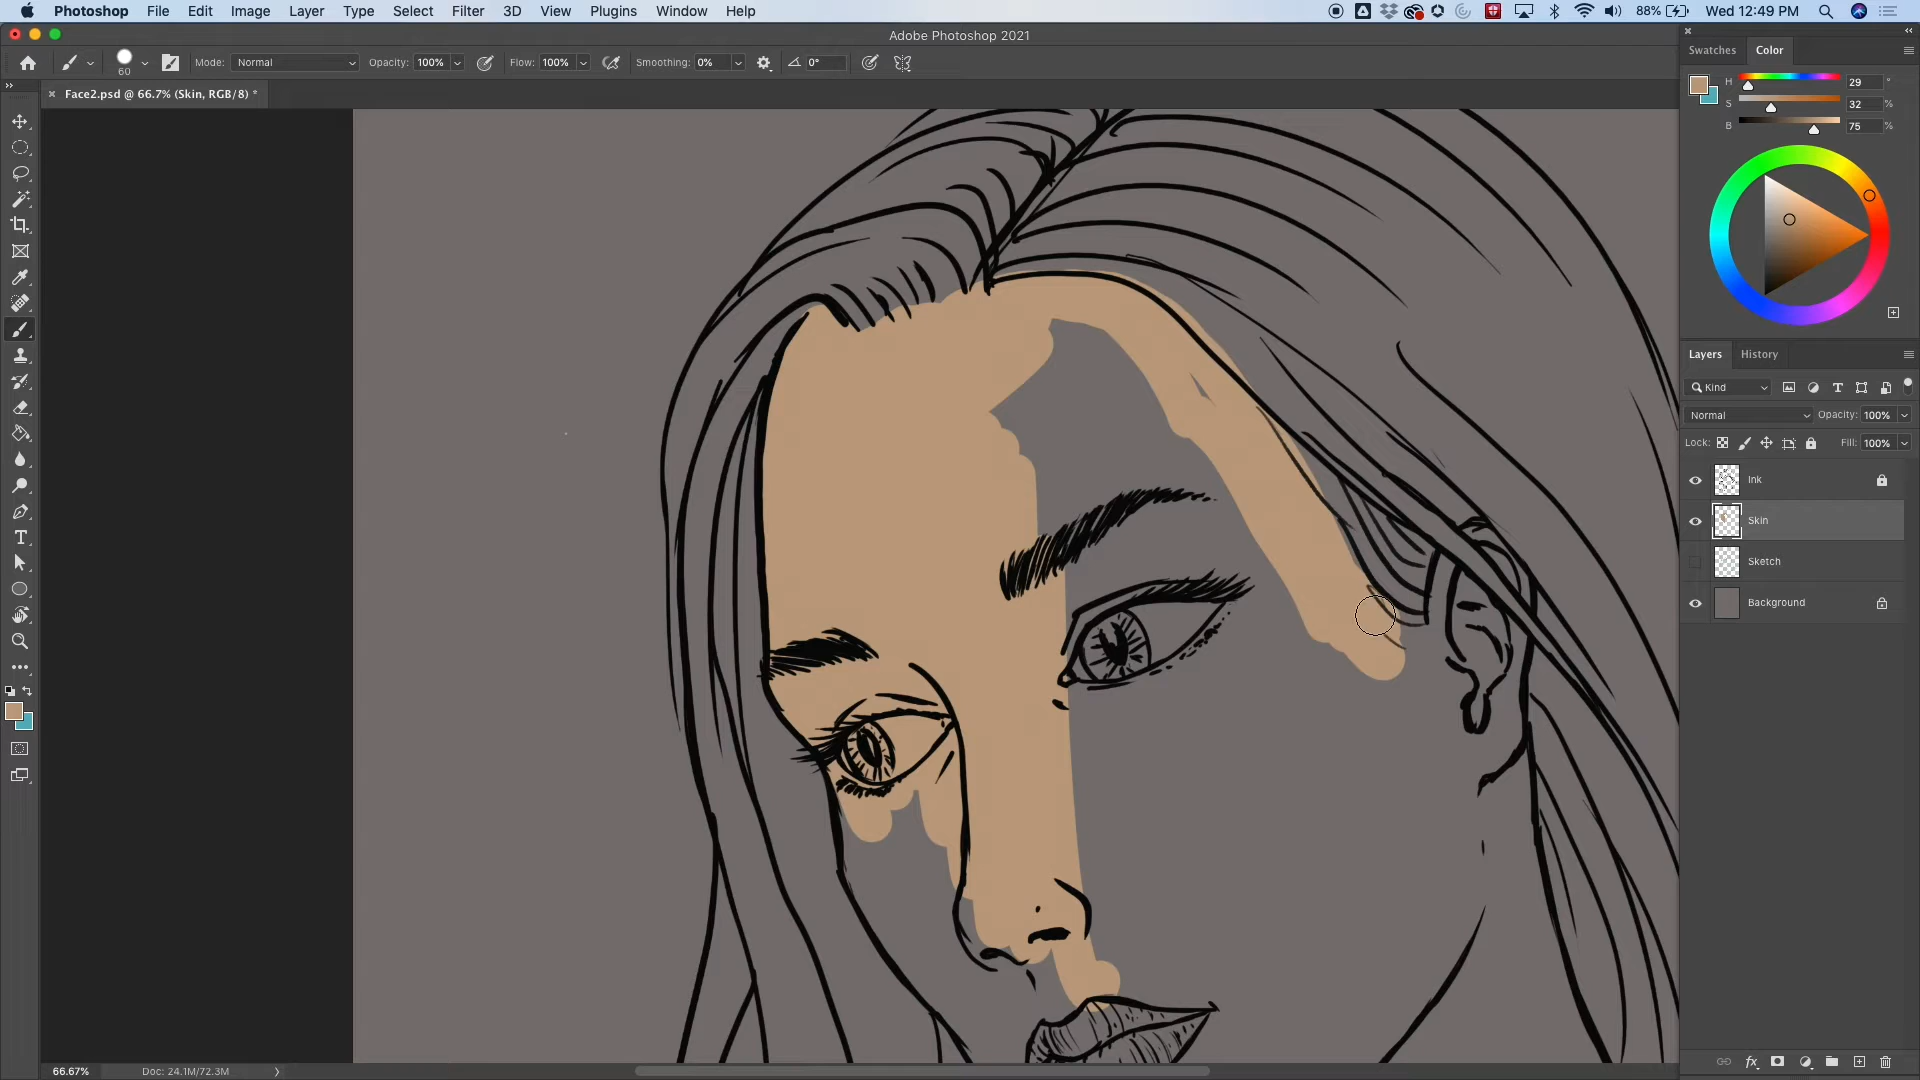 Photoshop File Edit Image Layer Type Select Filter 3D View Plugins Window Help 88% Wed 12:49 PM
Adobe Photoshop 2021
60 Mode: Normal Opacity: 100% Flow: 100% Smoothing: 0% 0°
Face2.psd @ 66.7% (Skin, RGB/8) *
Swatches Color
H 29 °
S 32 %
B 75 %
Layers History
Kind
Normal Opacity: 100%
Lock: Fill: 100%
Ink
Skin
Sketch
Background
66.67% Doc: 24.1M/72.3M